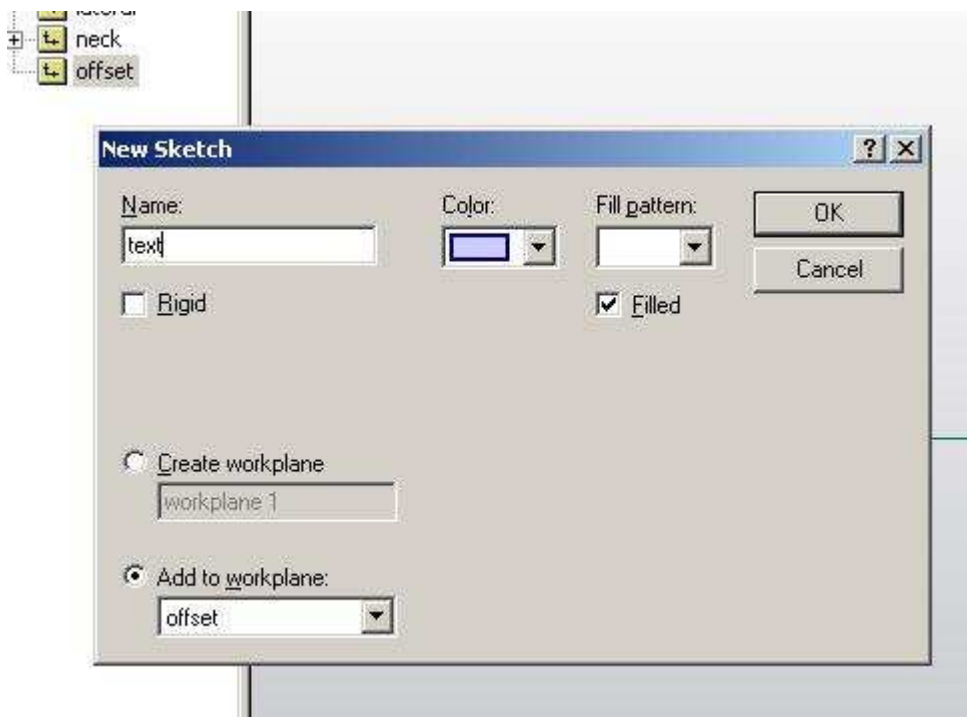 neck
offset
New Sketch
Name: Color: Fill pattern: OK
text
Cancel
Rigid Filled
Create workplane
workplane 1
Add to workplane:
offset